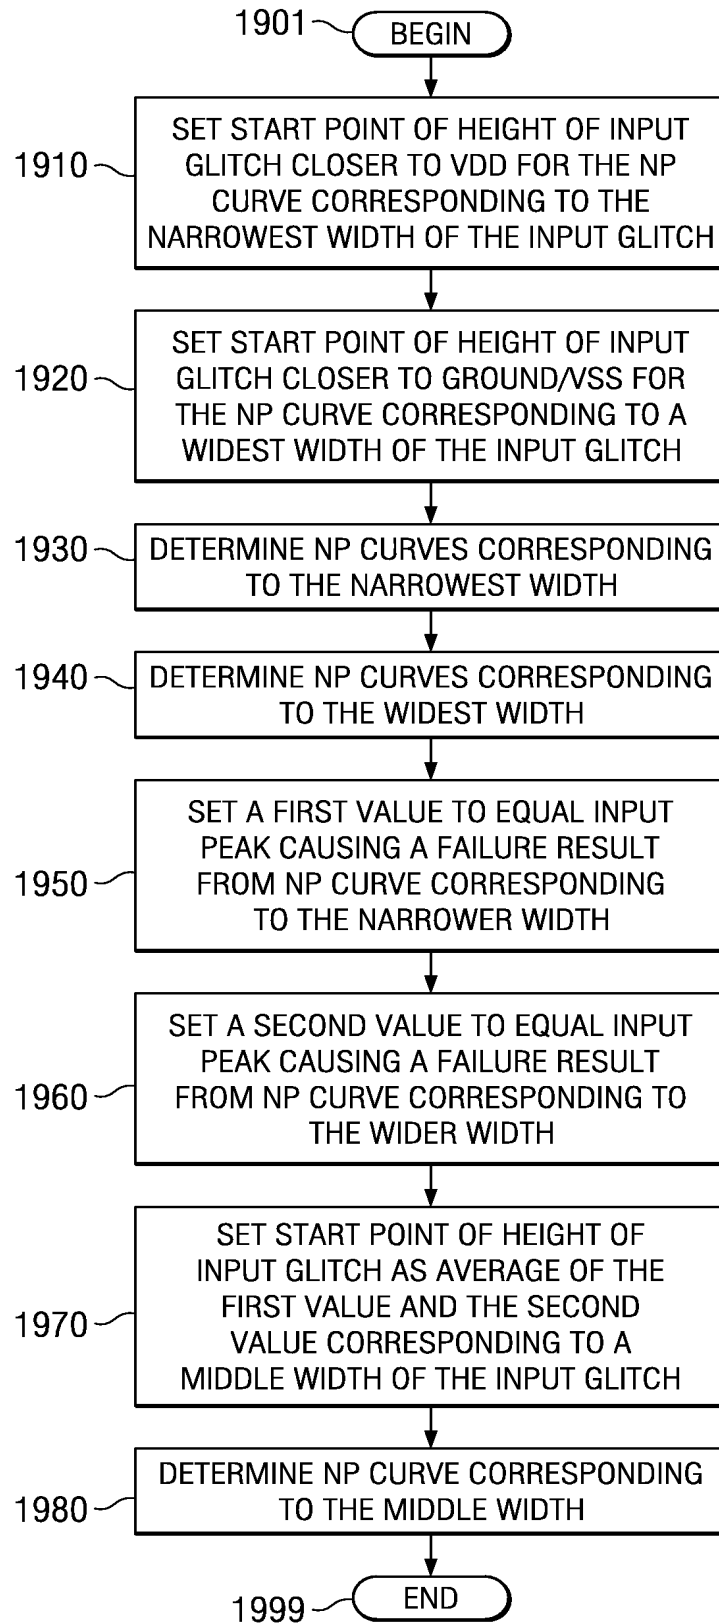 1901
BEGIN
1910
SET START POINT OF HEIGHT OF INPUT
GLITCH CLOSER TO VDD FOR THE NP
CURVE CORRESPONDING TO THE
NARROWEST WIDTH OF THE INPUT GLITCH
1920
SET START POINT OF HEIGHT OF INPUT
GLITCH CLOSER TO GROUND/VSS FOR
THE NP CURVE CORRESPONDING TO A
WIDEST WIDTH OF THE INPUT GLITCH
1930
DETERMINE NP CURVES CORRESPONDING
TO THE NARROWEST WIDTH
1940
DETERMINE NP CURVES CORRESPONDING
TO THE WIDEST WIDTH
1950
SET A FIRST VALUE TO EQUAL INPUT
PEAK CAUSING A FAILURE RESULT
FROM NP CURVE CORRESPONDING
TO THE NARROWER WIDTH
1960
SET A SECOND VALUE TO EQUAL INPUT
PEAK CAUSING A FAILURE RESULT
FROM NP CURVE CORRESPONDING TO
THE WIDER WIDTH
1970
SET START POINT OF HEIGHT OF
INPUT GLITCH AS AVERAGE OF THE
FIRST VALUE AND THE SECOND
VALUE CORRESPONDING TO A
MIDDLE WIDTH OF THE INPUT GLITCH
1980
DETERMINE NP CURVE CORRESPONDING
TO THE MIDDLE WIDTH
1999
END